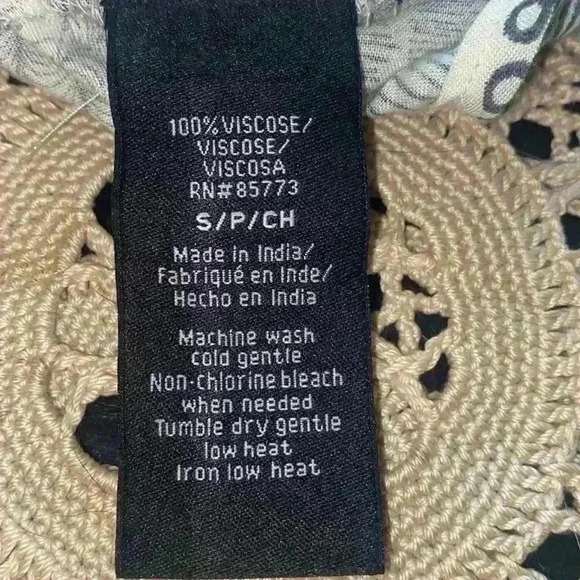 100% VISCOSE/
VISCOSE/
VISCOSA
RN#85773
S/P/CH
Made in India/
Fabriqué en Inde/
Hecho en India
Machine wash
cold gentle
Non-chlorine bleach
when needed
Tumble dry gentle
low heat
Iron low heat